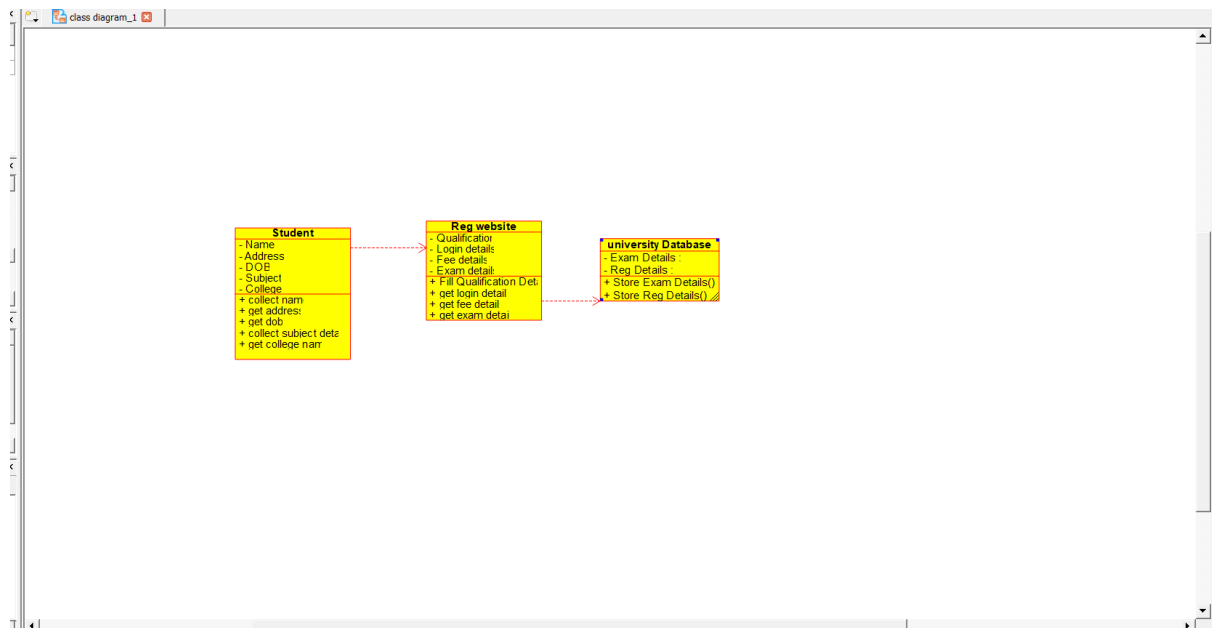 class diagram_1
Student
- Name
- Address
- DOB
- Subject
- College
+ collect nam
+ get address
+ get dob
+ collect subject deta
+ get college nam
Reg website
- Qualification
- Login details
- Fee details
- Exam details
+ Fill Qualification Deta
+ get login detail
+ get fee detail
+ get exam detai
university Database
- Exam Details :
- Reg Details :
+ Store Exam Details()
+ Store Reg Details()